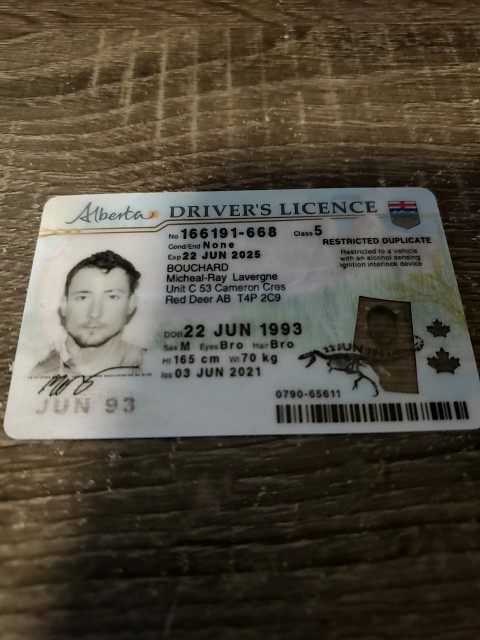 Alberta DRIVER'S LICENCE
No 166191-668 Class 5
Cond/End None
RESTRICTED DUPLICATE
Exp 22 JUN 2025
Restricted to a vehicle
with an alcohol sensing
ignition interlock device
BOUCHARD
Micheal-Ray Lavergne
Unit C 53 Cameron Cres
Red Deer AB T4P 2C9
DOB 22 JUN 1993
Sex M Eyes Bro Hair Bro
Ht 165 cm Wt 70 kg
Iss 03 JUN 2021
22 JUN 1993
0790-65611
JUN 93